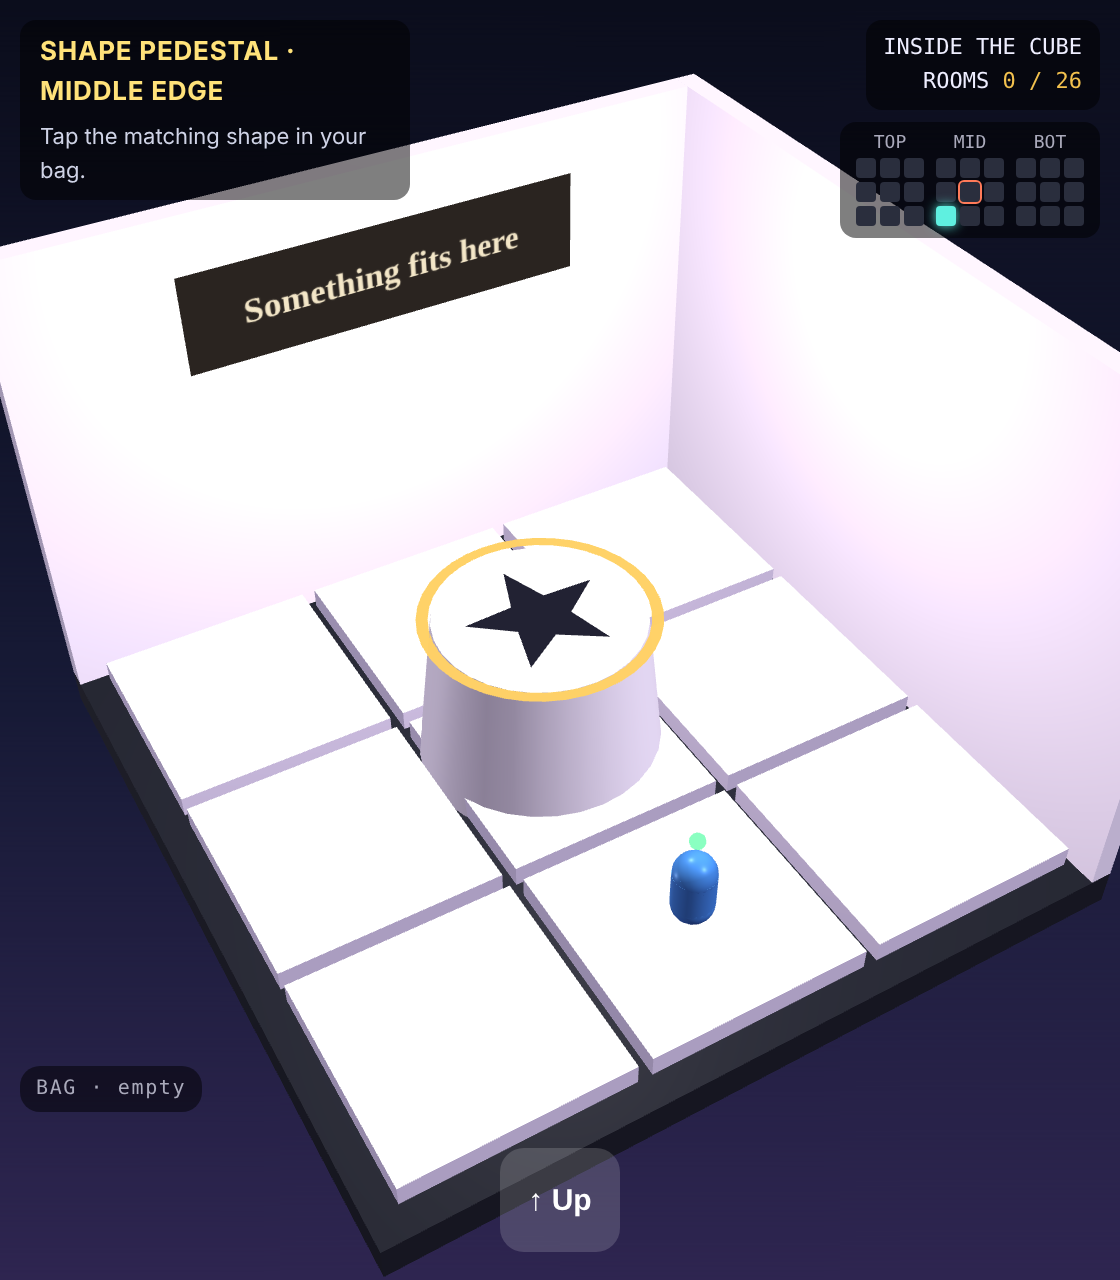 SHAPE PEDESTAL ·
MIDDLE EDGE
Tap the matching shape in your
bag.
INSIDE THE CUBE
ROOMS 0 / 26
TOP MID BOT
Something fits here
BAG · empty
↑ Up